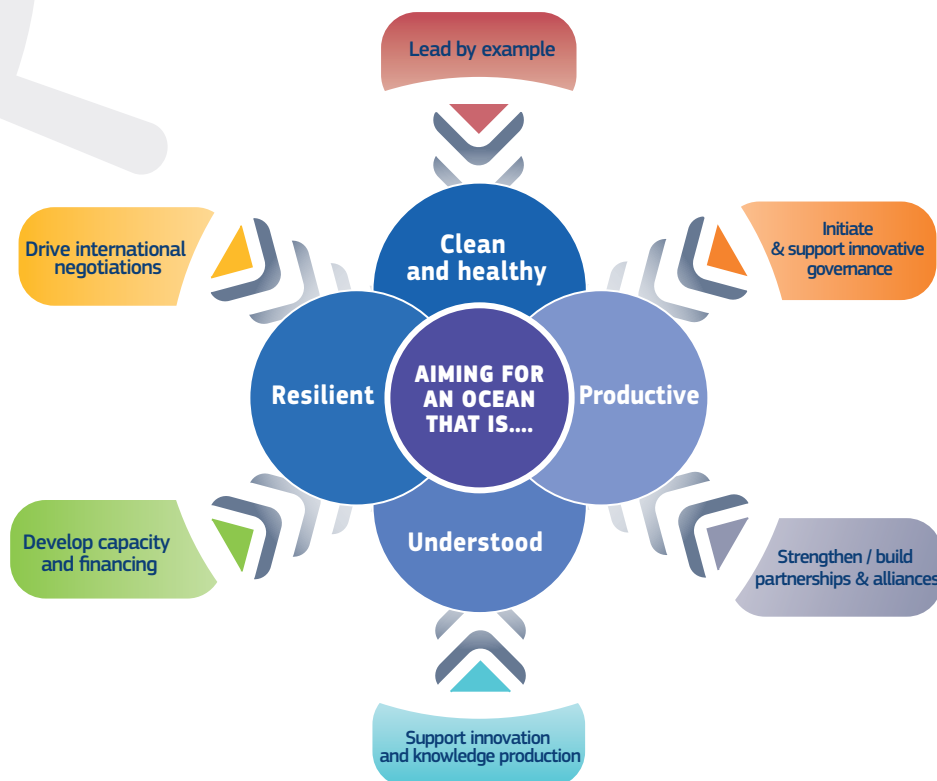 Lead by example
Drive international
negotiations
Clean
and healthy
Initiate
& support innovative
governance
Resilient
AIMING FOR
AN OCEAN
THAT IS....
Productive
Develop capacity
and financing
Understood
Strengthen / build
partnerships & alliances
Support innovation
and knowledge production